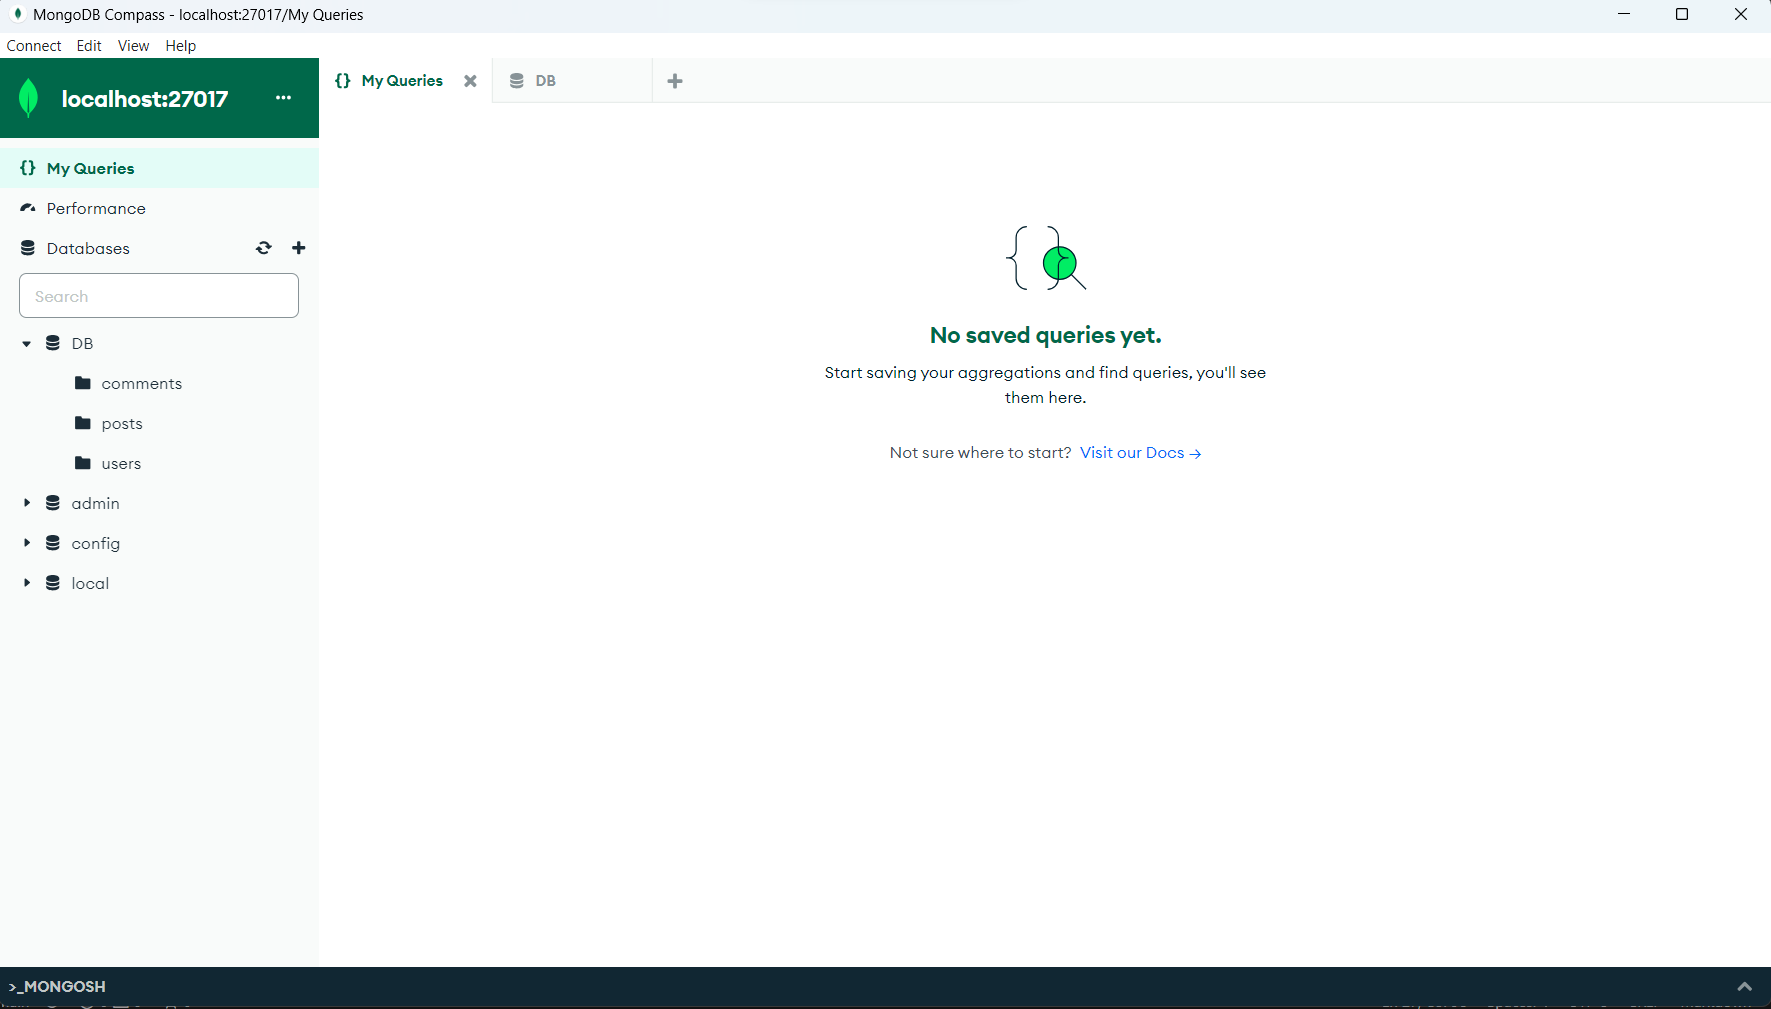 MongoDB Compass - localhost:27017/My Queries
Connect Edit View Help
localhost:27017 ...
{} My Queries
DB
{} My Queries
Performance
Databases
Search
DB
comments
posts
users
admin
config
local
No saved queries yet.
Start saving your aggregations and find queries, you'll see
them here.
Not sure where to start? Visit our Docs →
>_MONGOSH